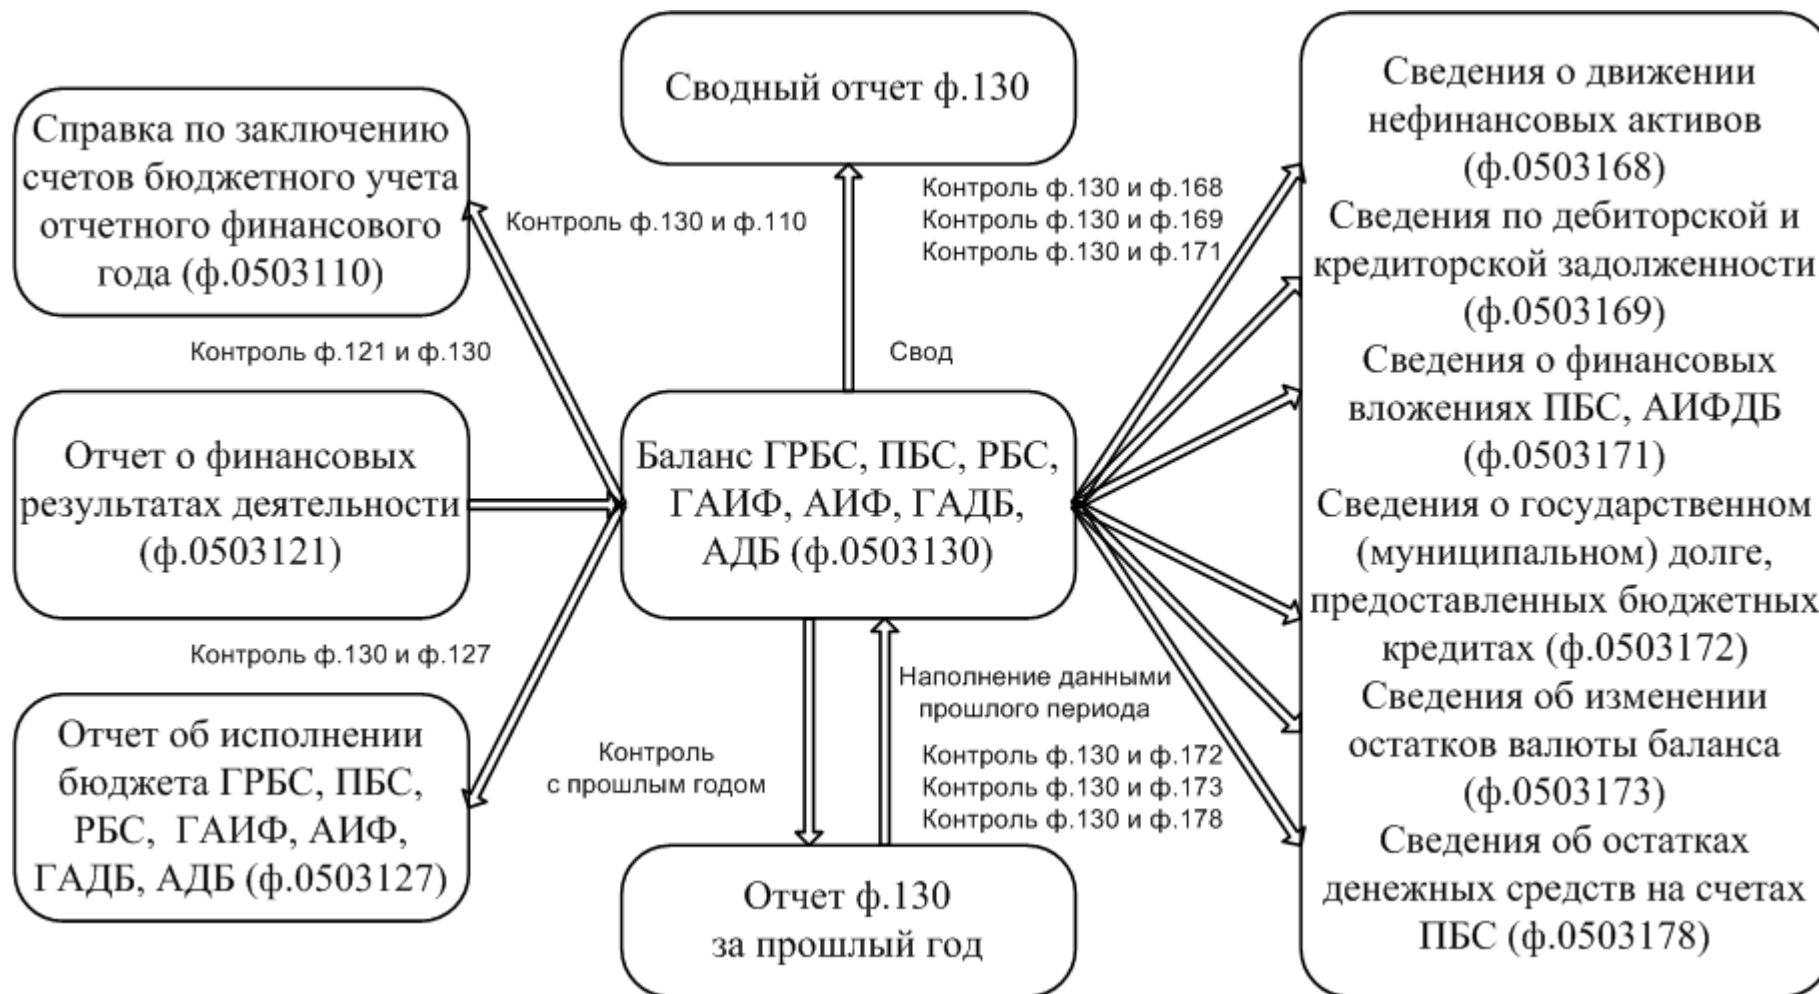 Справка по заключению
счетов бюджетного учета
отчетного финансового
года (ф.0503110)
Контроль ф.121 и ф.130
Отчет о финансовых
результатах деятельности
(ф.0503121)
Контроль ф.130 и ф.127
Отчет об исполнении
бюджета ГРБС, ПБС,
РБС, ГАИФ, АИФ,
ГАДБ, АДБ (ф.0503127)
Сводный отчет ф.130
Контроль ф.130 и ф.110
Контроль ф.130 и ф.168
Контроль ф.130 и ф.169
Контроль ф.130 и ф.171
Свод
Баланс ГРБС, ПБС, РБС,
ГАИФ, АИФ, ГАДБ,
АДБ (ф.0503130)
Контроль
с прошлым годом
Наполнение данными
прошлого периода
Контроль ф.130 и ф.172
Контроль ф.130 и ф.173
Контроль ф.130 и ф.178
Отчет ф.130
за прошлый год
Сведения о движении
нефинансовых активов
(ф.0503168)
Сведения по дебиторской и
кредиторской задолженности
(ф.0503169)
Сведения о финансовых
вложениях ПБС, АИФДБ
(ф.0503171)
Сведения о государственном
(муниципальном) долге,
предоставленных бюджетных
кредитах (ф.0503172)
Сведения об изменении
остатков валюты баланса
(ф.0503173)
Сведения об остатках
денежных средств на счетах
ПБС (ф.0503178)